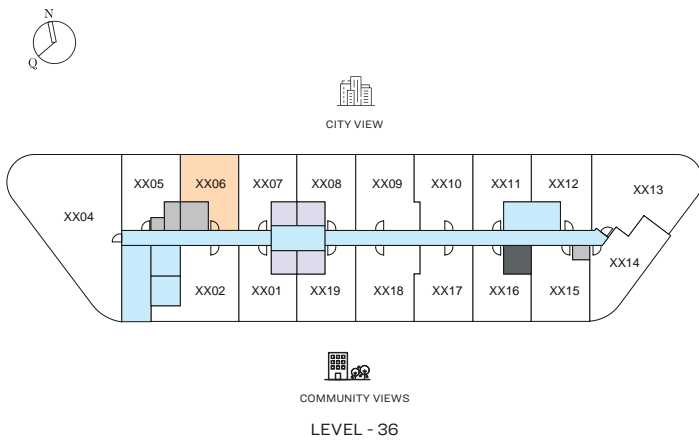 N
Q
CITY VIEW
XX05 XX06 XX07 XX08 XX09 XX10 XX11 XX12
XX13
XX04
XX14
XX02 XX01 XX19 XX18 XX17 XX16 XX15
COMMUNITY VIEWS
LEVEL - 36